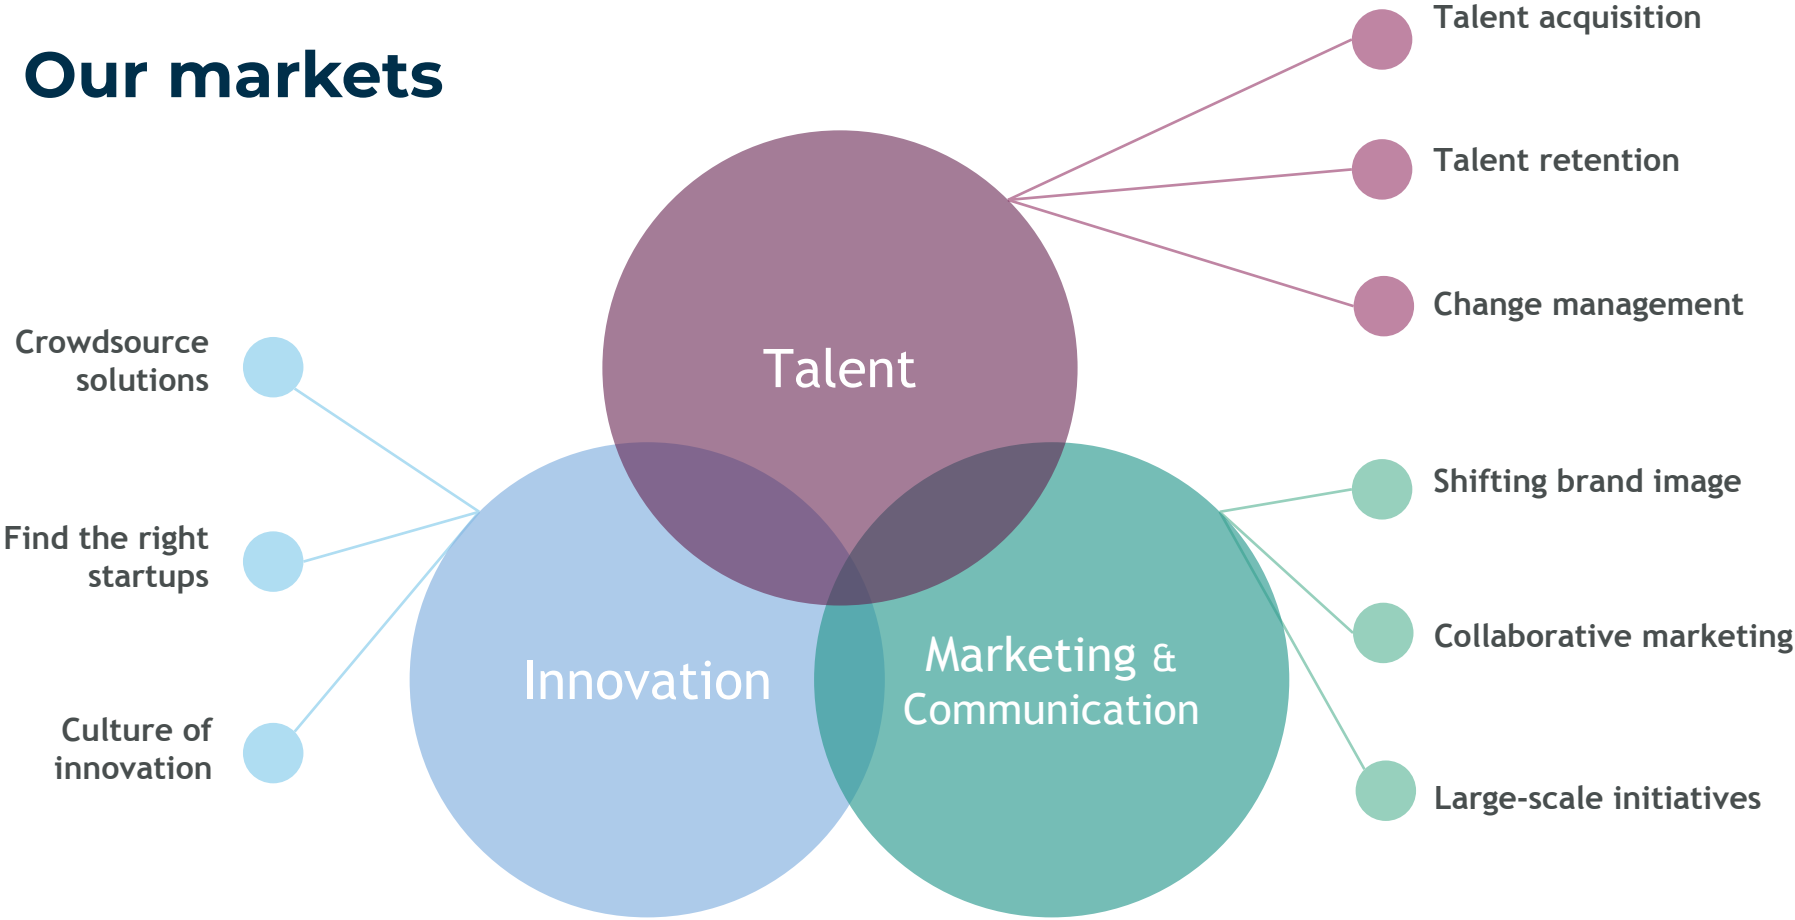 Our markets
Talent acquisition
Talent retention
Change management
Talent
Crowdsource
solutions
Find the right
startups
Culture of
innovation
Innovation
Marketing &
Communication
Shifting brand image
Collaborative marketing
Large-scale initiatives